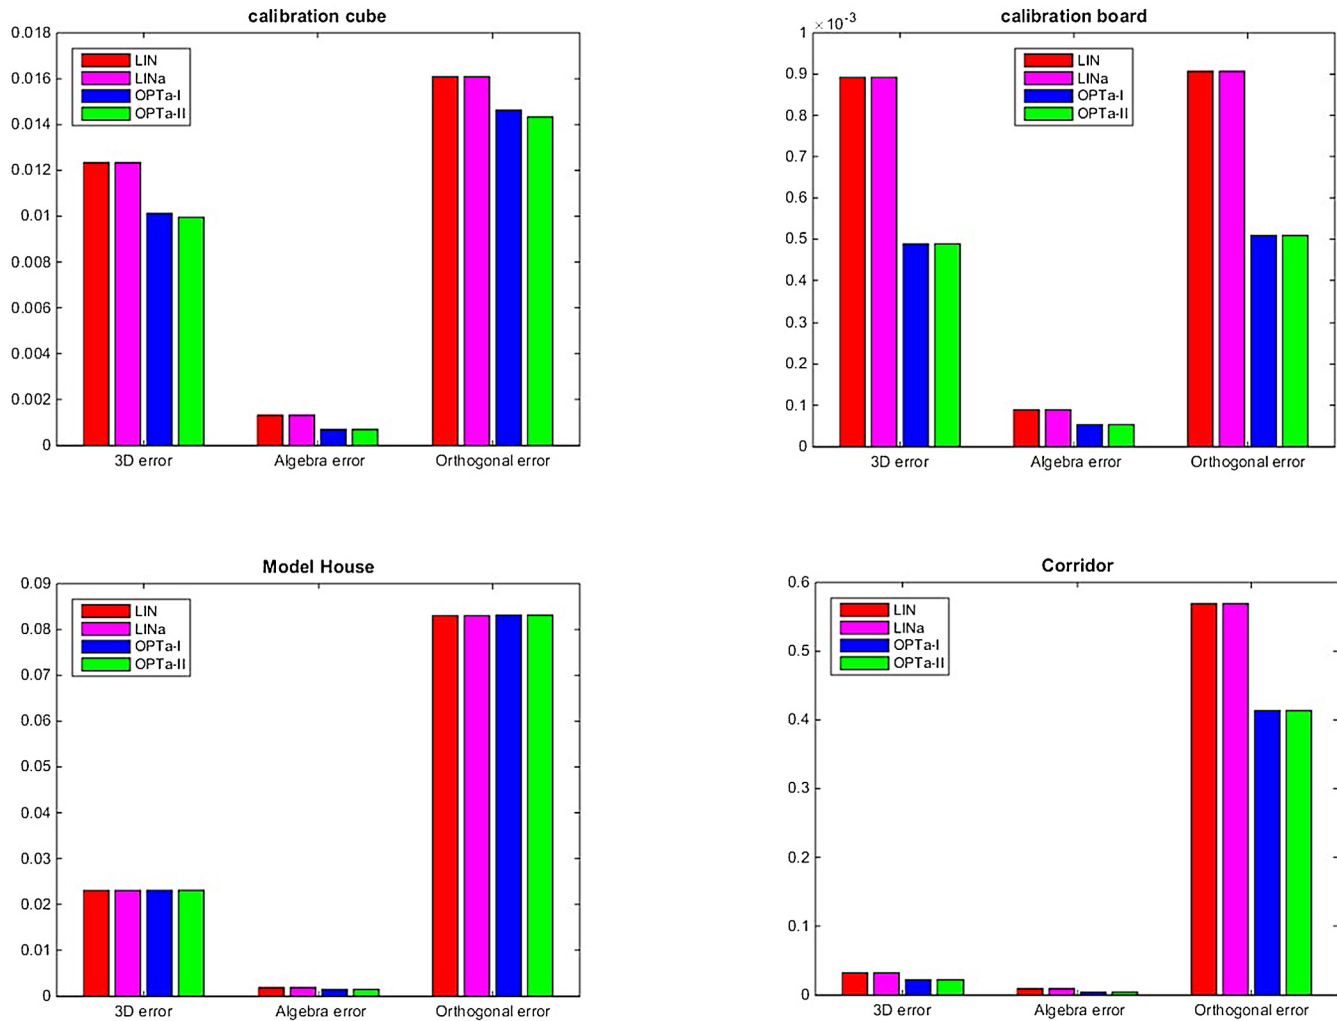 calibration cube
0.018
0.016
0.014
0.012
0.01
0.008
0.006
0.004
0.002
0
LIN
LINa
OPTa-I
OPTa-II
3D error Algebra error Orthogonal error
calibration board
× 10⁻³
1
0.9
0.8
0.7
0.6
0.5
0.4
0.3
0.2
0.1
0
LIN
LINa
OPTa-I
OPTa-II
3D error Algebra error Orthogonal error
Model House
0.09
0.08
0.07
0.06
0.05
0.04
0.03
0.02
0.01
0
LIN
LINa
OPTa-I
OPTa-II
3D error Algebra error Orthogonal error
Corridor
0.6
0.5
0.4
0.3
0.2
0.1
0
LIN
LINa
OPTa-I
OPTa-II
3D error Algebra error Orthogonal error